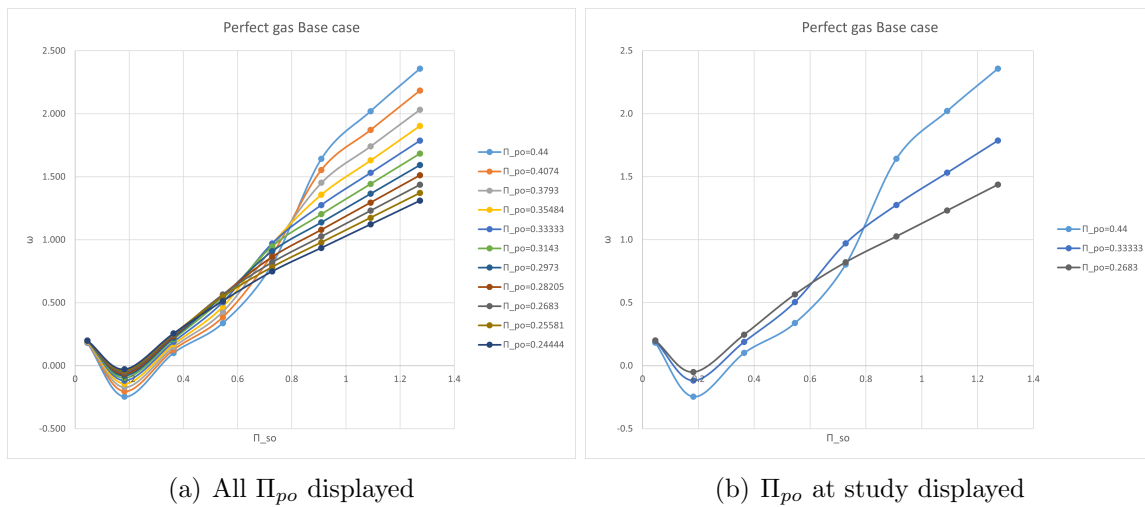 Perfect gas Base case
2.500
2.000
1.500
1.000
0.500
0.000
-0.500
ω
0 0.2 0.4 0.6 0.8 1 1.2 1.4
Π_so
Π_po=0.44
Π_po=0.4074
Π_po=0.3793
Π_po=0.35484
Π_po=0.33333
Π_po=0.3143
Π_po=0.2973
Π_po=0.28205
Π_po=0.2683
Π_po=0.25581
Π_po=0.24444
(a) All Π_po displayed
Perfect gas Base case
2.5
2.0
1.5
1.0
0.5
0.0
-0.5
ω
0 0.2 0.4 0.6 0.8 1 1.2 1.4
Π_so
Π_po=0.44
Π_po=0.33333
Π_po=0.2683
(b) Π_po at study displayed